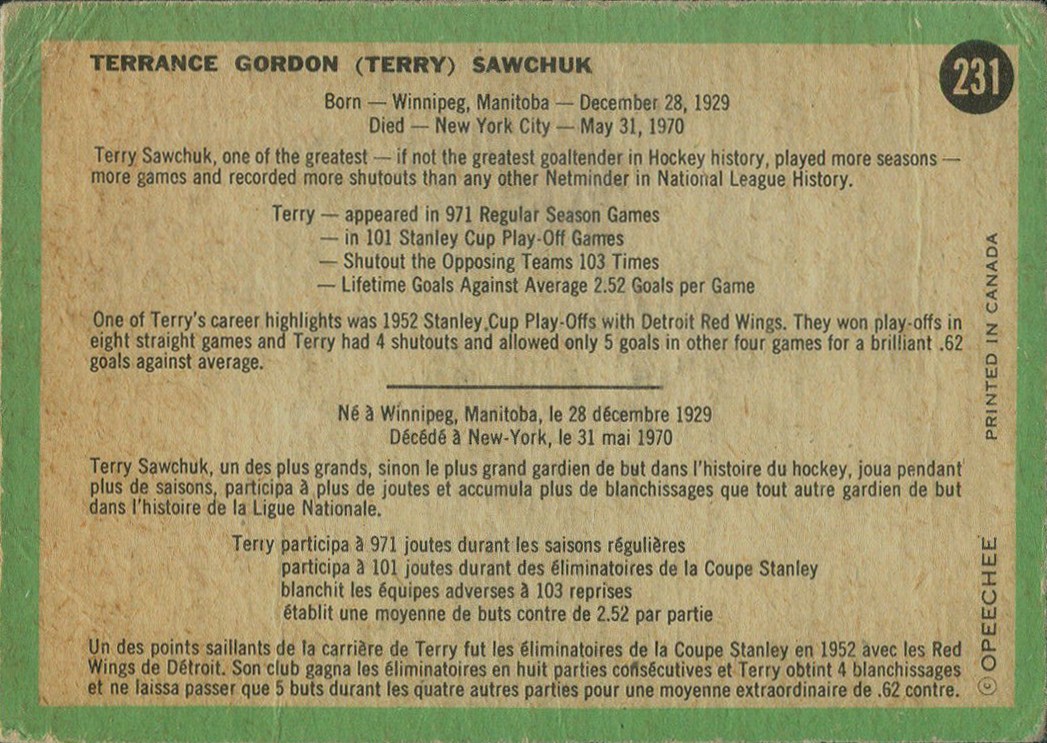 TERRANCE GORDON (TERRY) SAWCHUK
231
Born — Winnipeg, Manitoba — December 28, 1929
Died — New York City — May 31, 1970
Terry Sawchuk, one of the greatest — if not the greatest goaltender in Hockey history, played more seasons —
more games and recorded more shutouts than any other Netminder in National League History.
Terry — appeared in 971 Regular Season Games
— in 101 Stanley Cup Play-Off Games
— Shutout the Opposing Teams 103 Times
— Lifetime Goals Against Average 2.52 Goals per Game
One of Terry's career highlights was 1952 Stanley Cup Play-Offs with Detroit Red Wings. They won play-offs in
eight straight games and Terry had 4 shutouts and allowed only 5 goals in other four games for a brilliant .62
goals against average.
Né à Winnipeg, Manitoba, le 28 décembre 1929
Décédé à New-York, le 31 mai 1970
Terry Sawchuk, un des plus grands, sinon le plus grand gardien de but dans l'histoire du hockey, joua pendant
plus de saisons, participa à plus de joutes et accumula plus de blanchissages que tout autre gardien de but
dans l'histoire de la Ligue Nationale.
Terry participa à 971 joutes durant les saisons régulières
participa à 101 joutes durant des éliminatoires de la Coupe Stanley
blanchit les équipes adverses à 103 reprises
établit une moyenne de buts contre de 2.52 par partie
Un des points saillants de la carrière de Terry fut les éliminatoires de la Coupe Stanley en 1952 avec les Red
Wings de Détroit. Son club gagna les éliminatoires en huit parties consécutives et Terry obtint 4 blanchissages
et ne laissa passer que 5 buts durant les quatre autres parties pour une moyenne extraordinaire de .62 contre.
© OPEECHEE PRINTED IN CANADA